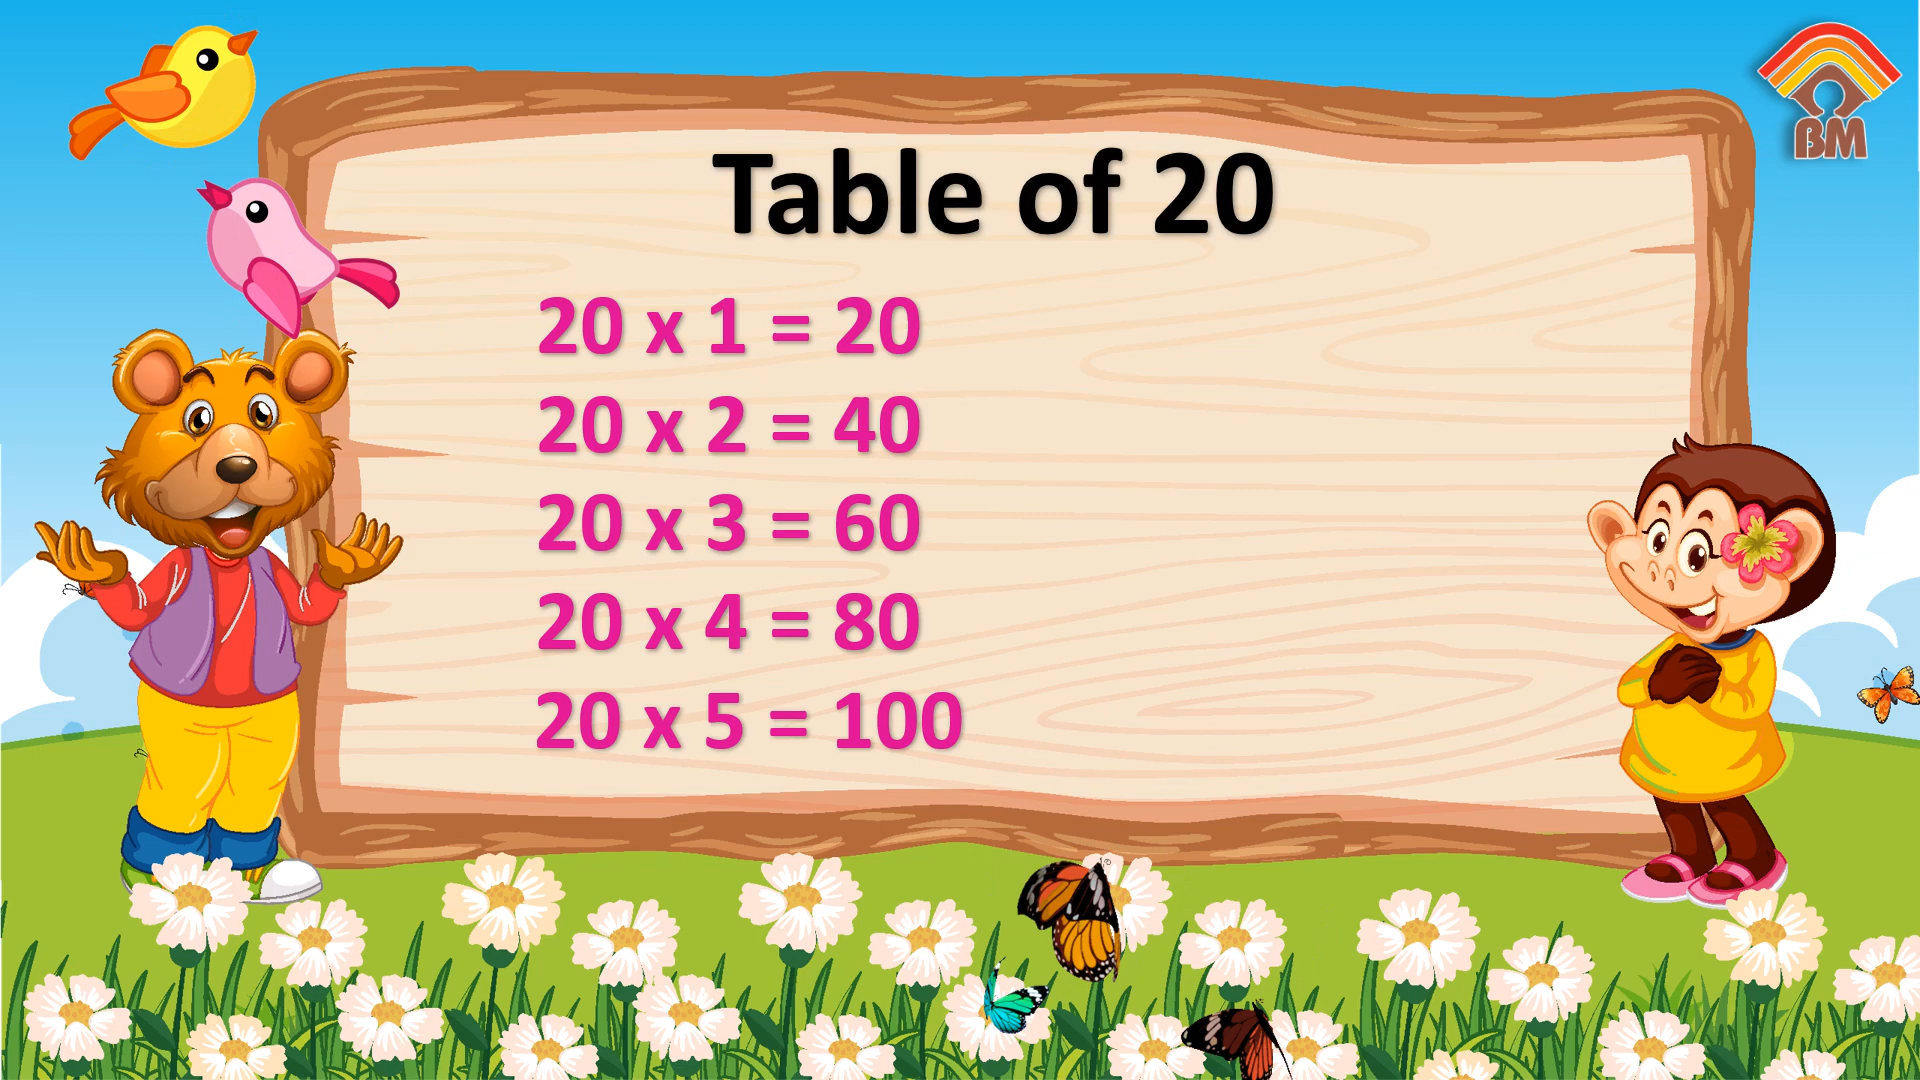 BM
Table of 20
20 x 1 = 20
20 x 2 = 40
20 x 3 = 60
20 x 4 = 80
20 x 5 = 100